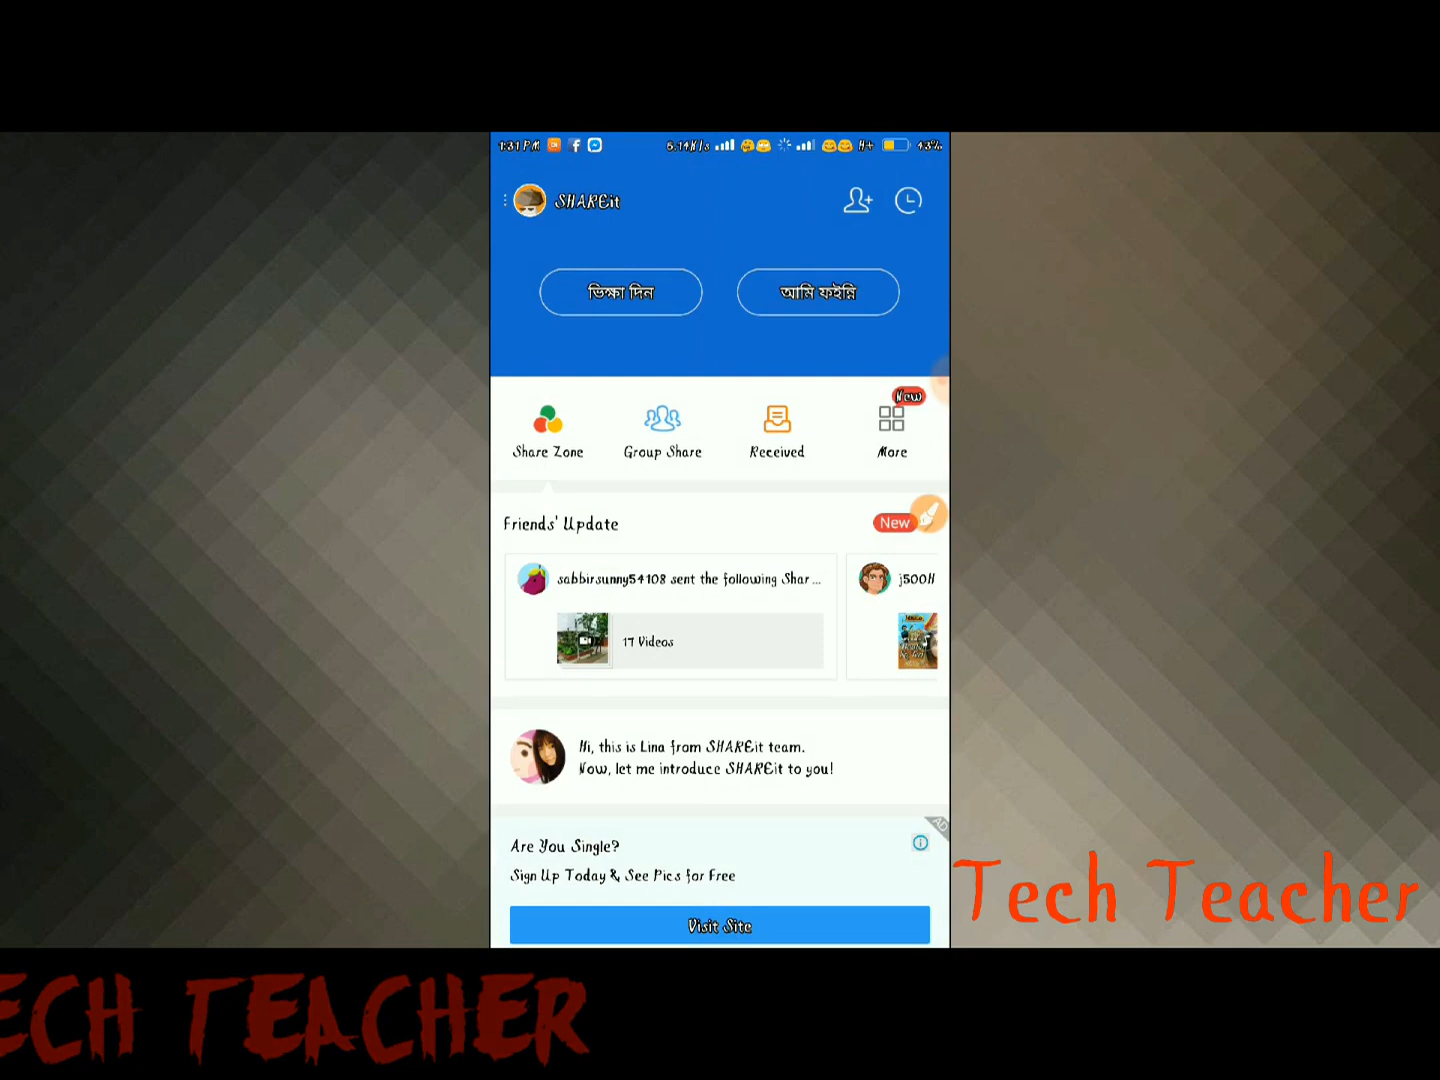 1:31 PM
5.14K/s H+ 43%
SHAREit
ভিক্ষা দিন
আমি ফইন্নি
New
Share Zone
Group Share
Received
More
Friends' Update
New
sabbirsunny54108 sent the following Shar...
j500H
17 Videos
Hi, this is Lina from SHAREit team.
Now, let me introduce SHAREit to you!
AD
Are You Single?
Sign Up Today & See Pics for Free
Visit Site
Tech Teacher
ECH TEACHER